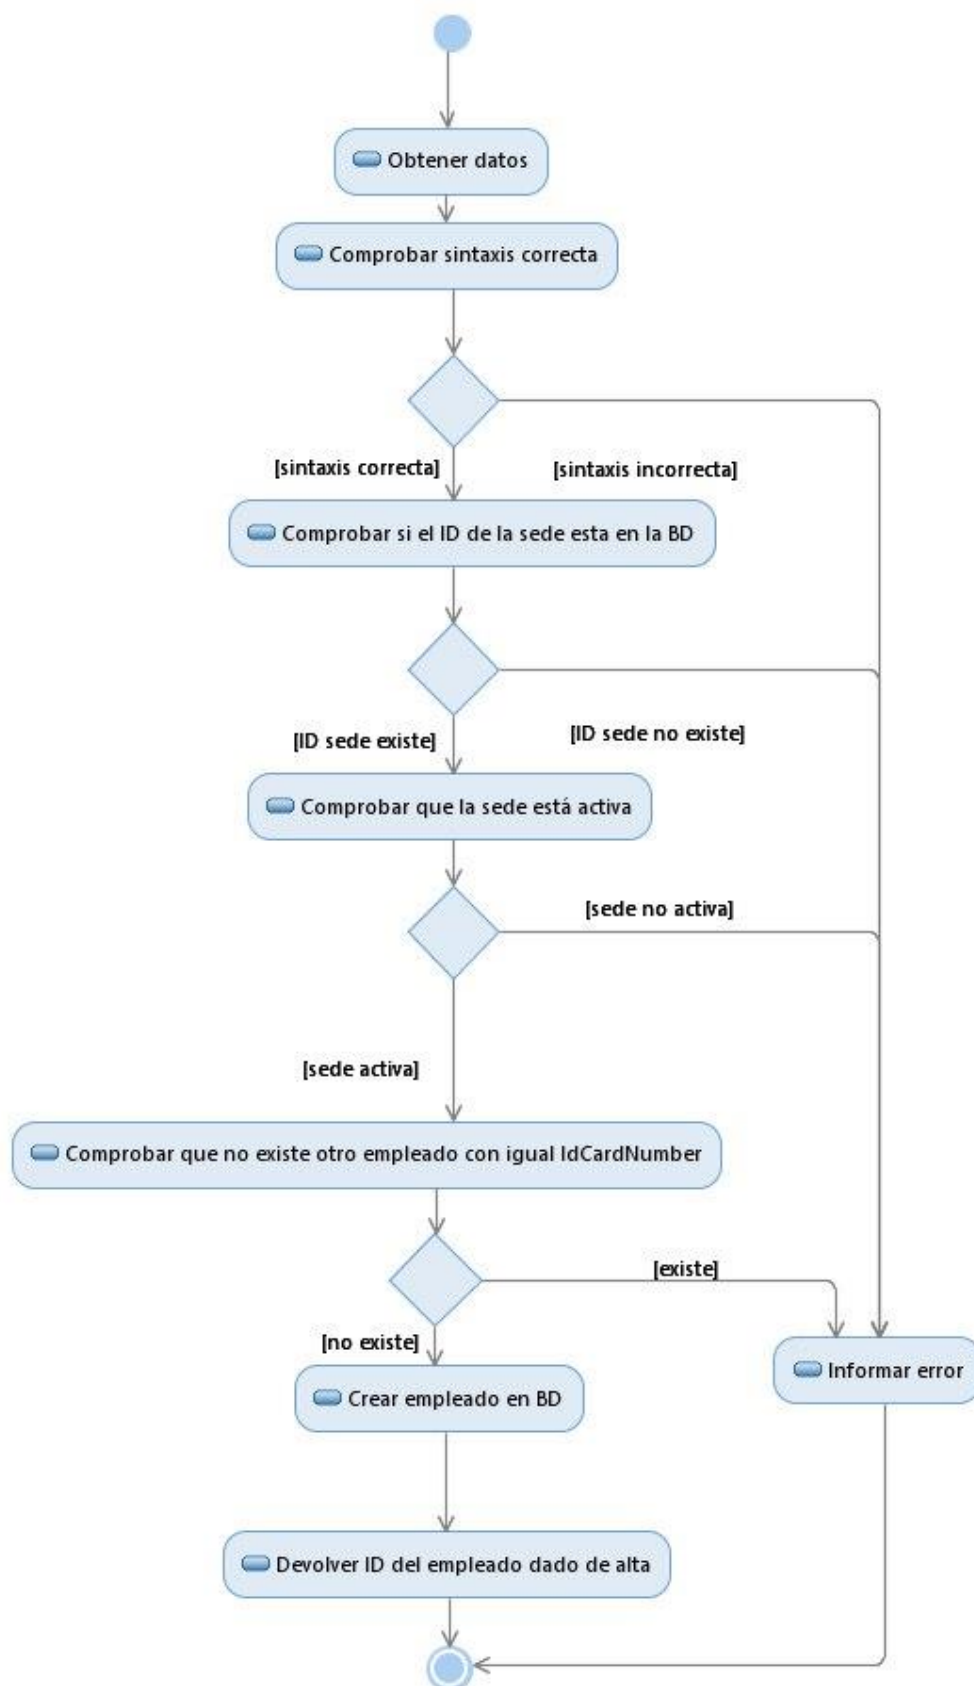 Obtener datos
Comprobar sintaxis correcta
[sintaxis correcta]
[sintaxis incorrecta]
Comprobar si el ID de la sede esta en la BD
[ID sede existe]
[ID sede no existe]
Comprobar que la sede está activa
[sede no activa]
[sede activa]
Comprobar que no existe otro empleado con igual IdCardNumber
[existe]
[no existe]
Informar error
Crear empleado en BD
Devolver ID del empleado dado de alta